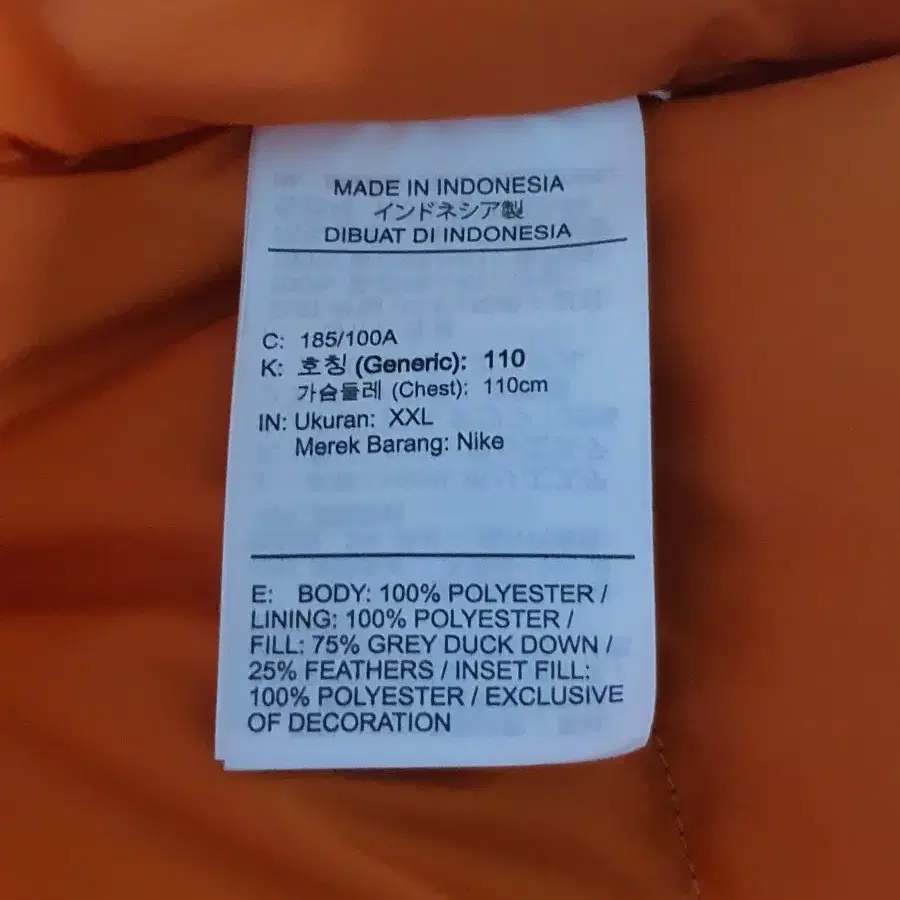 MADE IN INDONESIA
インドネシア製
DIBUAT DI INDONESIA
C: 185/100A
K: 호칭 (Generic): 110
가슴둘레 (Chest): 110cm
IN: Ukuran: XXL
Merek Barang: Nike
E: BODY: 100% POLYESTER /
LINING: 100% POLYESTER /
FILL: 75% GREY DUCK DOWN /
25% FEATHERS / INSET FILL:
100% POLYESTER / EXCLUSIVE
OF DECORATION